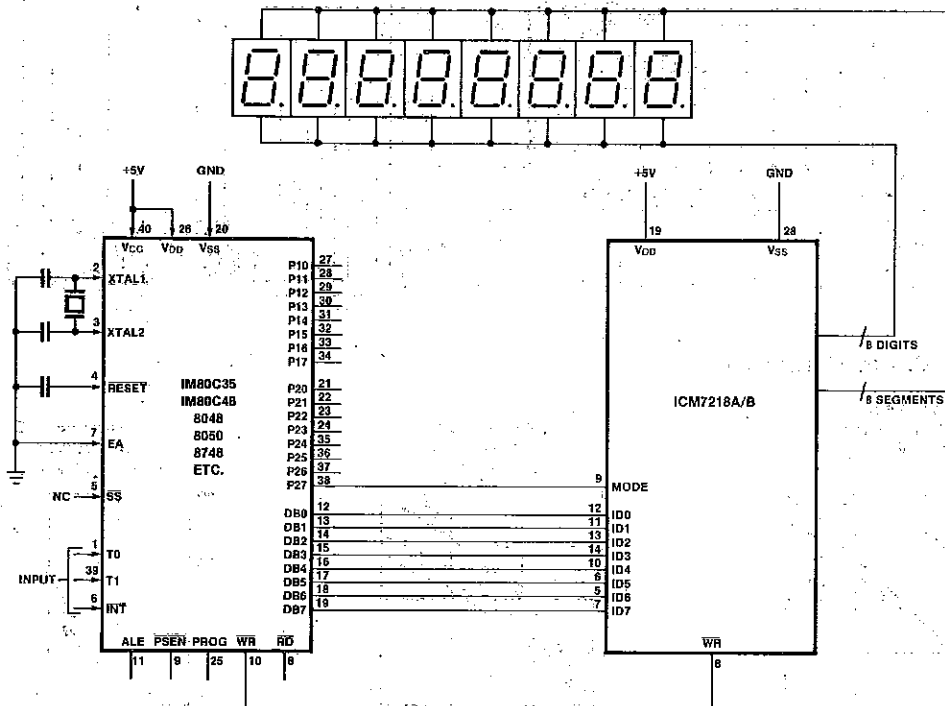 +5V GND
40 26 20
VCC VDD VSS
2 XTAL1
3 XTAL2
4 RESET
7 EA
NC 5 SS
INPUT
1 T0
39 T1
6 INT
IM80C35
IM80C48
8048
8050
8748
ETC.
P10 27
P11 28
P12 29
P13 30
P14 31
P15 32
P16 33
P17 34
P20 21
P21 22
P22 23
P23 24
P24 35
P25 36
P26 37
P27 38
DB0 12
DB1 13
DB2 14
DB3 15
DB4 16
DB5 17
DB6 18
DB7 19
ALE PSEN PROG WR RD
11 9 25 10 8
+5V GND
19 28
VDD VSS
8 DIGITS
8 SEGMENTS
ICM7218A/B
9 MODE
12 ID0
11 ID1
13 ID2
14 ID3
10 ID4
6 ID5
5 ID6
7 ID7
WR
8